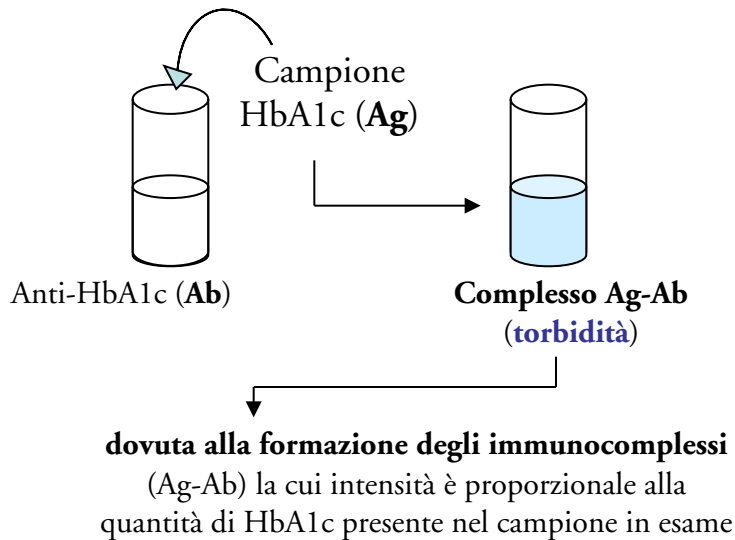 Campione
HbA1c (Ag)
Anti-HbA1c (Ab)
Complesso Ag-Ab
(torbidità)
dovuta alla formazione degli immunocomplessi
(Ag-Ab) la cui intensità è proporzionale alla
quantità di HbA1c presente nel campione in esame